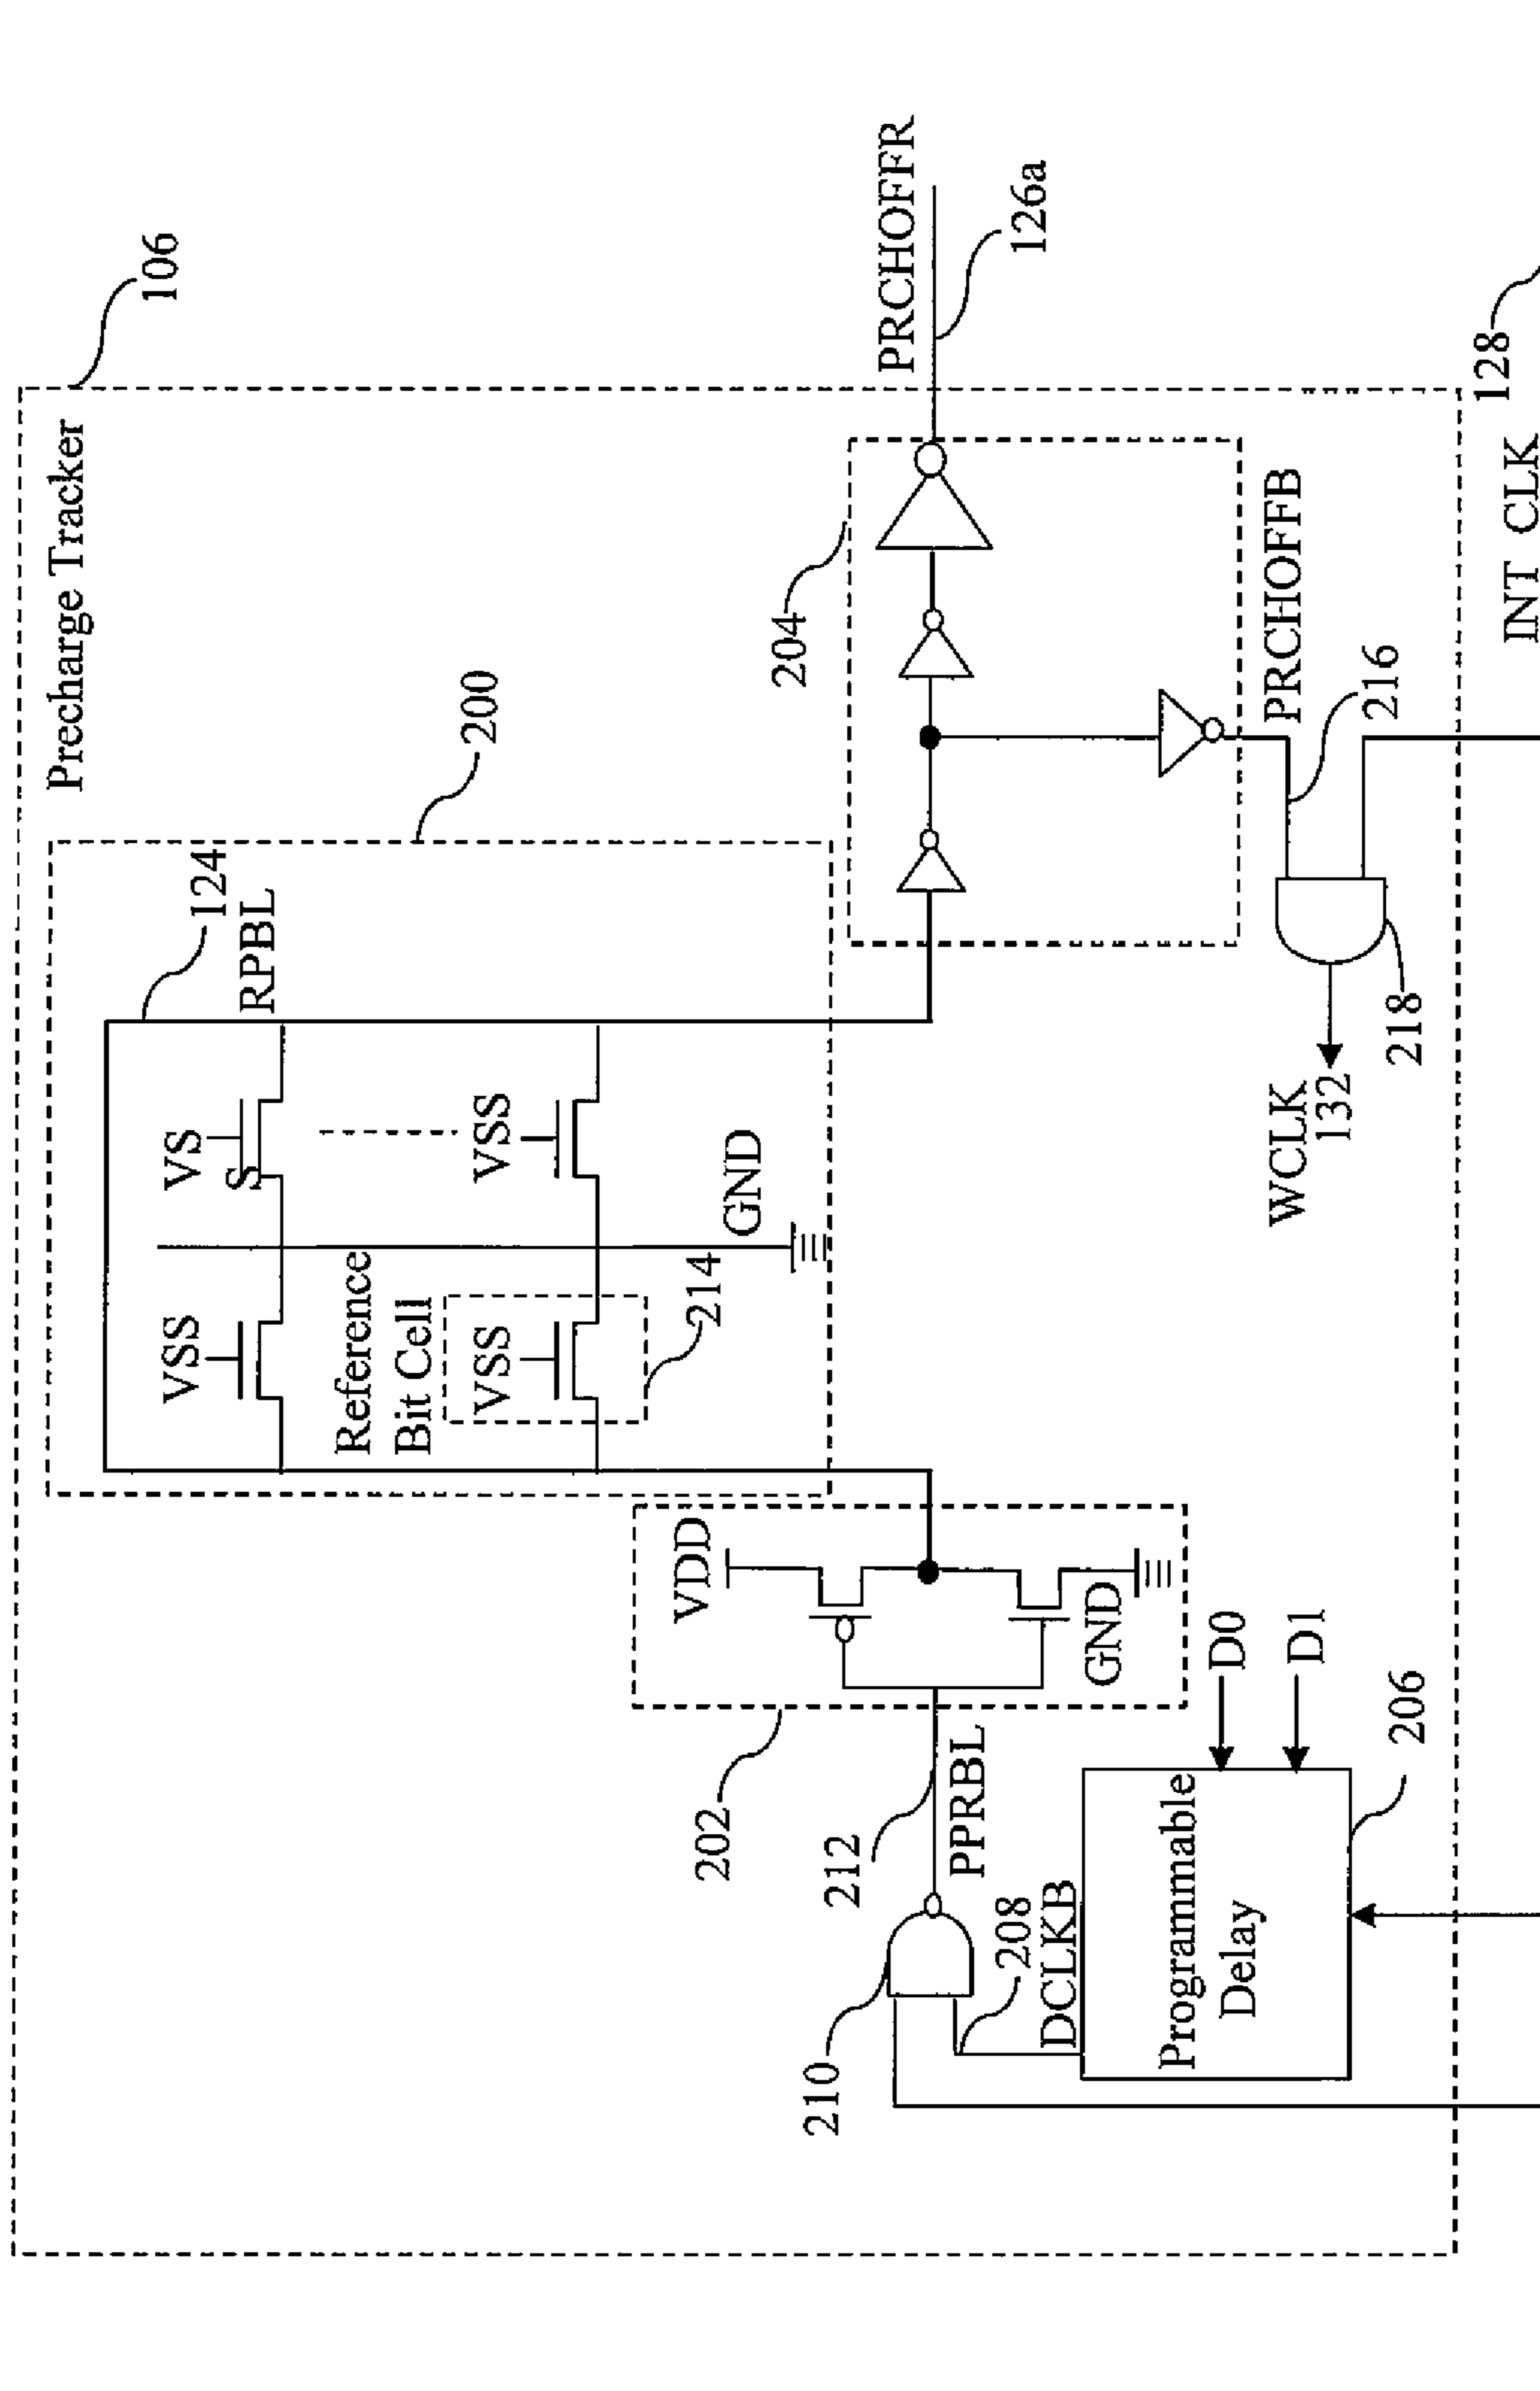 Precharge Tracker
106
200
124
RPBL
VSS
VS
S
Reference
Bit Cell
VSS
VSS
214
GND
204
PRCHOFFR
126a
VDD
GND
202
212
PPRBL
210
208
DCLKB
Programmable
Delay
D0
D1
206
PRCHOFFB
216
218
WCLK
132
128
INT CLK